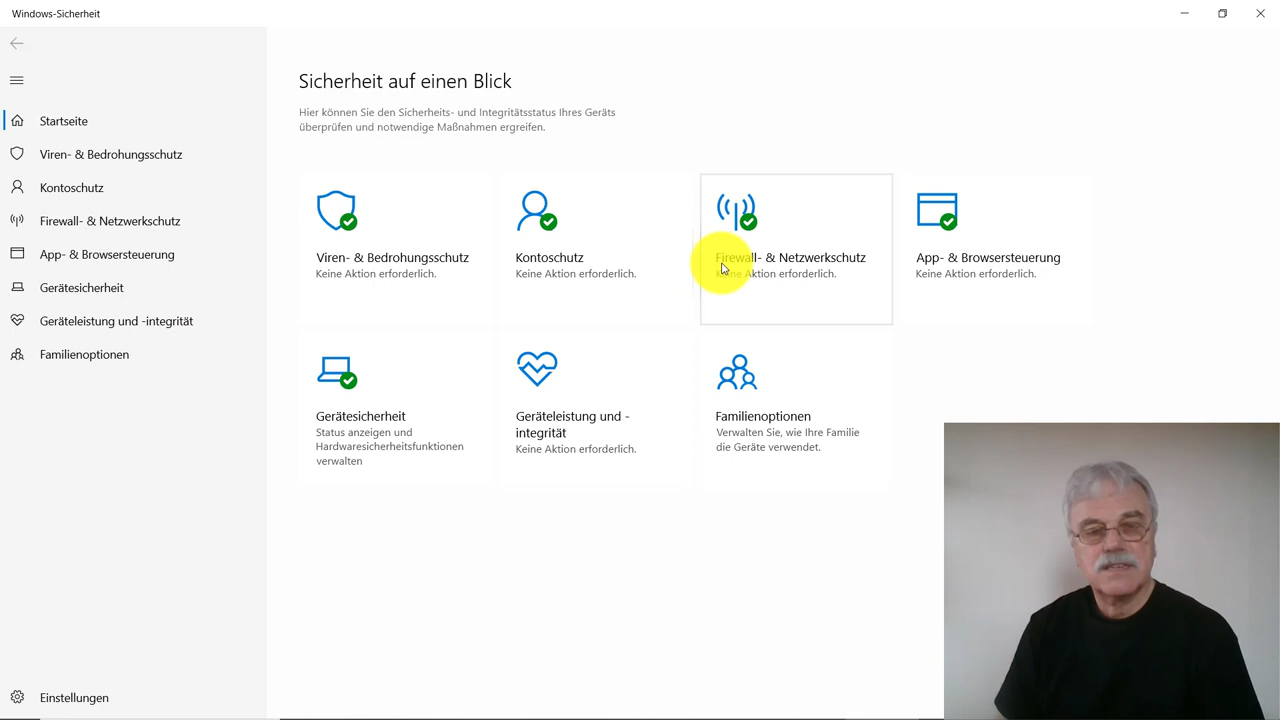 Windows-Sicherheit
Startseite
Viren- & Bedrohungsschutz
Kontoschutz
Firewall- & Netzwerkschutz
App- & Browsersteuerung
Gerätesicherheit
Geräteleistung und -integrität
Familienoptionen
Einstellungen
Sicherheit auf einen Blick
Hier können Sie den Sicherheits- und Integritätsstatus Ihres Geräts
überprüfen und notwendige Maßnahmen ergreifen.
Viren- & Bedrohungsschutz
Keine Aktion erforderlich.
Kontoschutz
Keine Aktion erforderlich.
Firewall- & Netzwerkschutz
Keine Aktion erforderlich.
App- & Browsersteuerung
Keine Aktion erforderlich.
Gerätesicherheit
Status anzeigen und
Hardwaresicherheitsfunktionen
verwalten
Geräteleistung und -
integrität
Keine Aktion erforderlich.
Familienoptionen
Verwalten Sie, wie Ihre Familie
die Geräte verwendet.